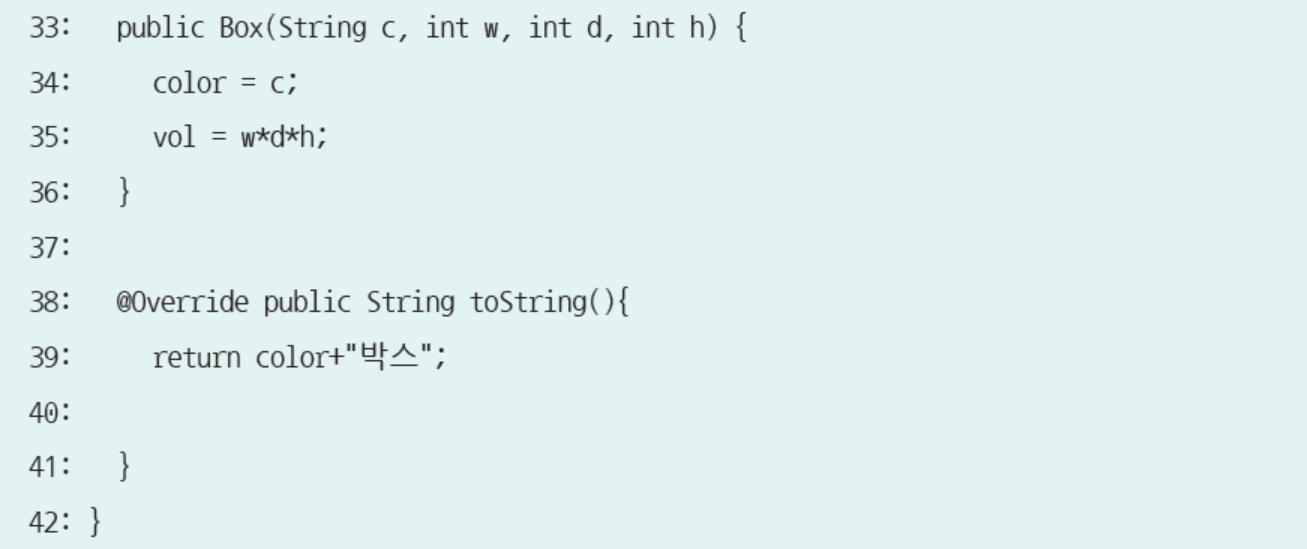 33:   public Box(String c, int w, int d, int h) {
34:      color = c;
35:      vol = w*d*h;
36:   }
37:
38:   @Override public String toString(){
39:      return color+"박스";
40:
41:   }
42: }